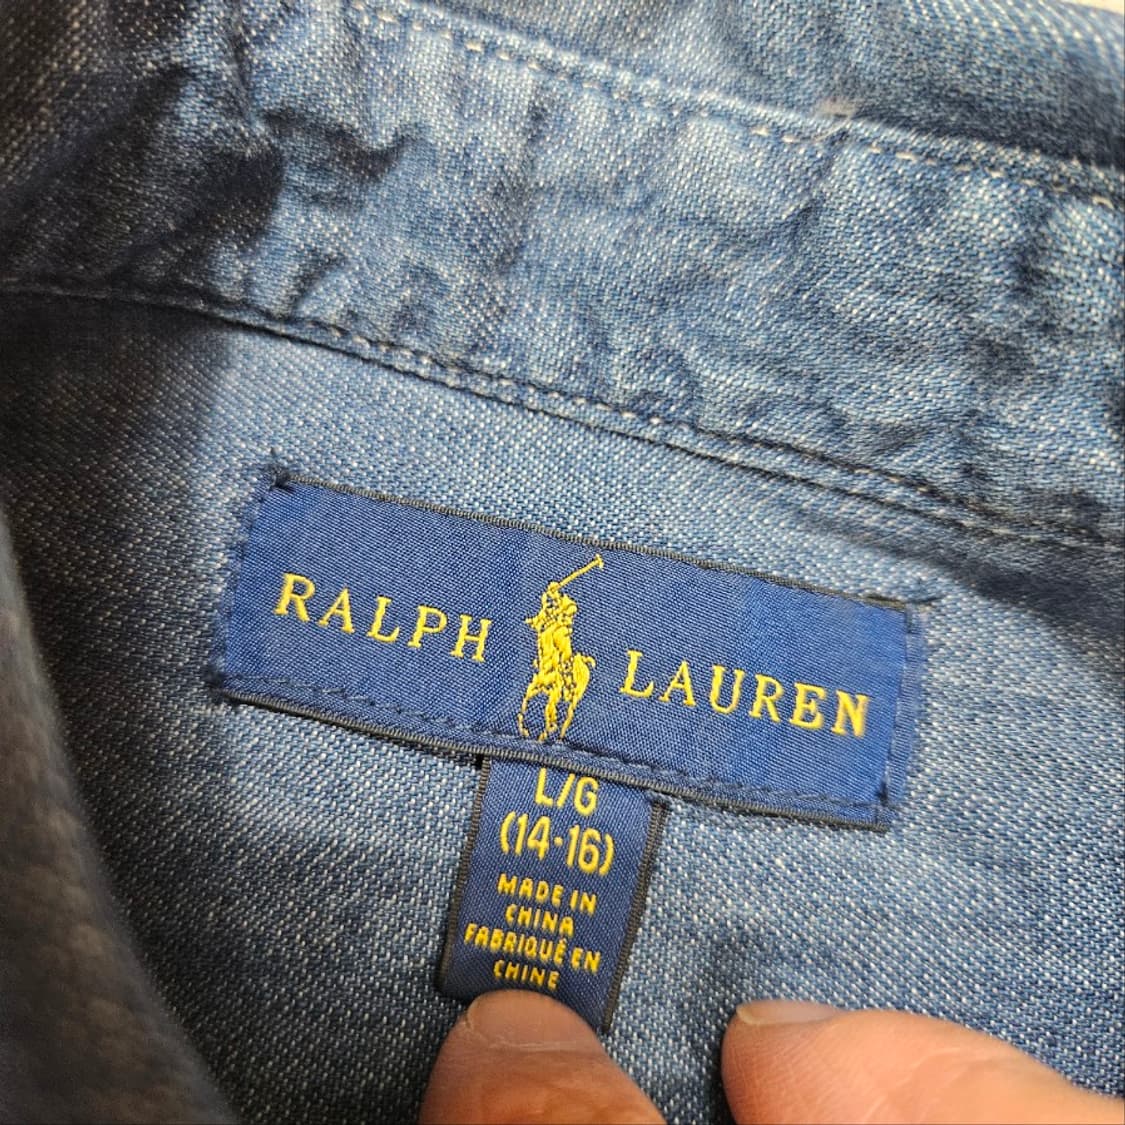 RALPH LAUREN
L/G
(14-16)
MADE IN
CHINA
FABRIQUÉ EN
CHINE